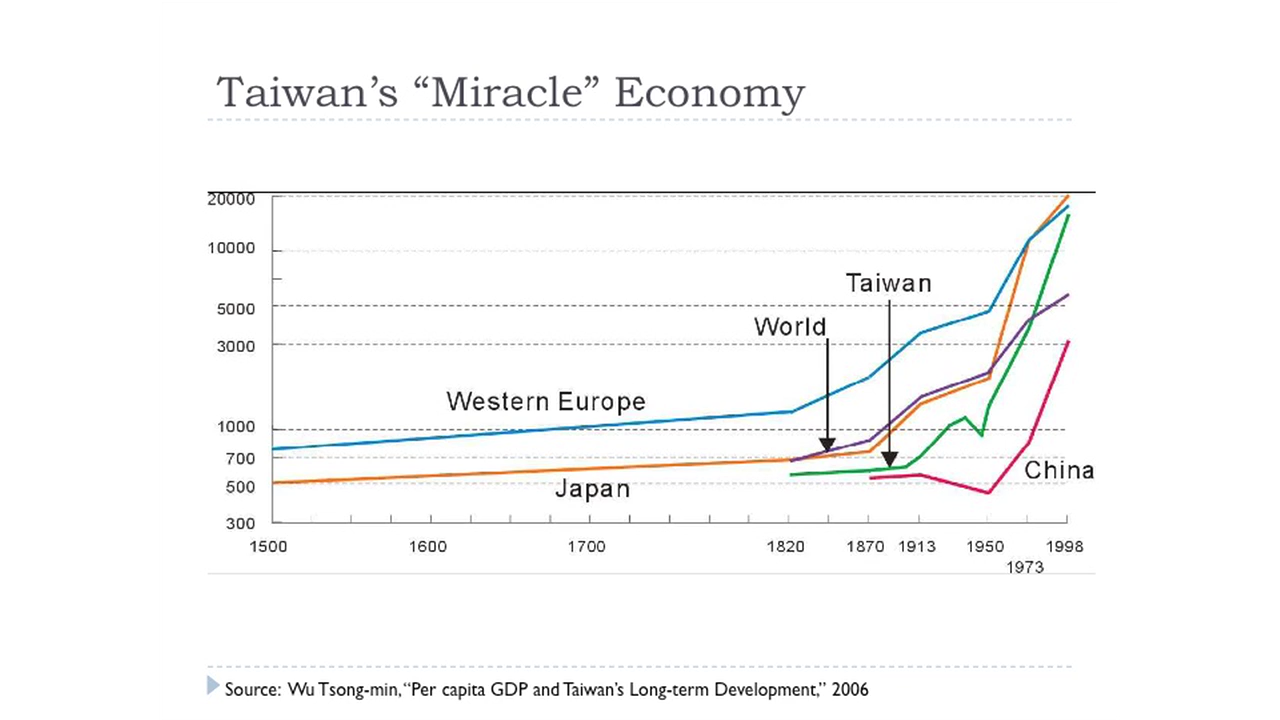 Taiwan’s “Miracle” Economy
20000
10000
5000
3000
1000
700
500
300
Taiwan
World
Western Europe
Japan
China
1500 1600 1700 1820 1870 1913 1950 1998
1973
Source: Wu Tsong-min, “Per capita GDP and Taiwan’s Long-term Development,” 2006